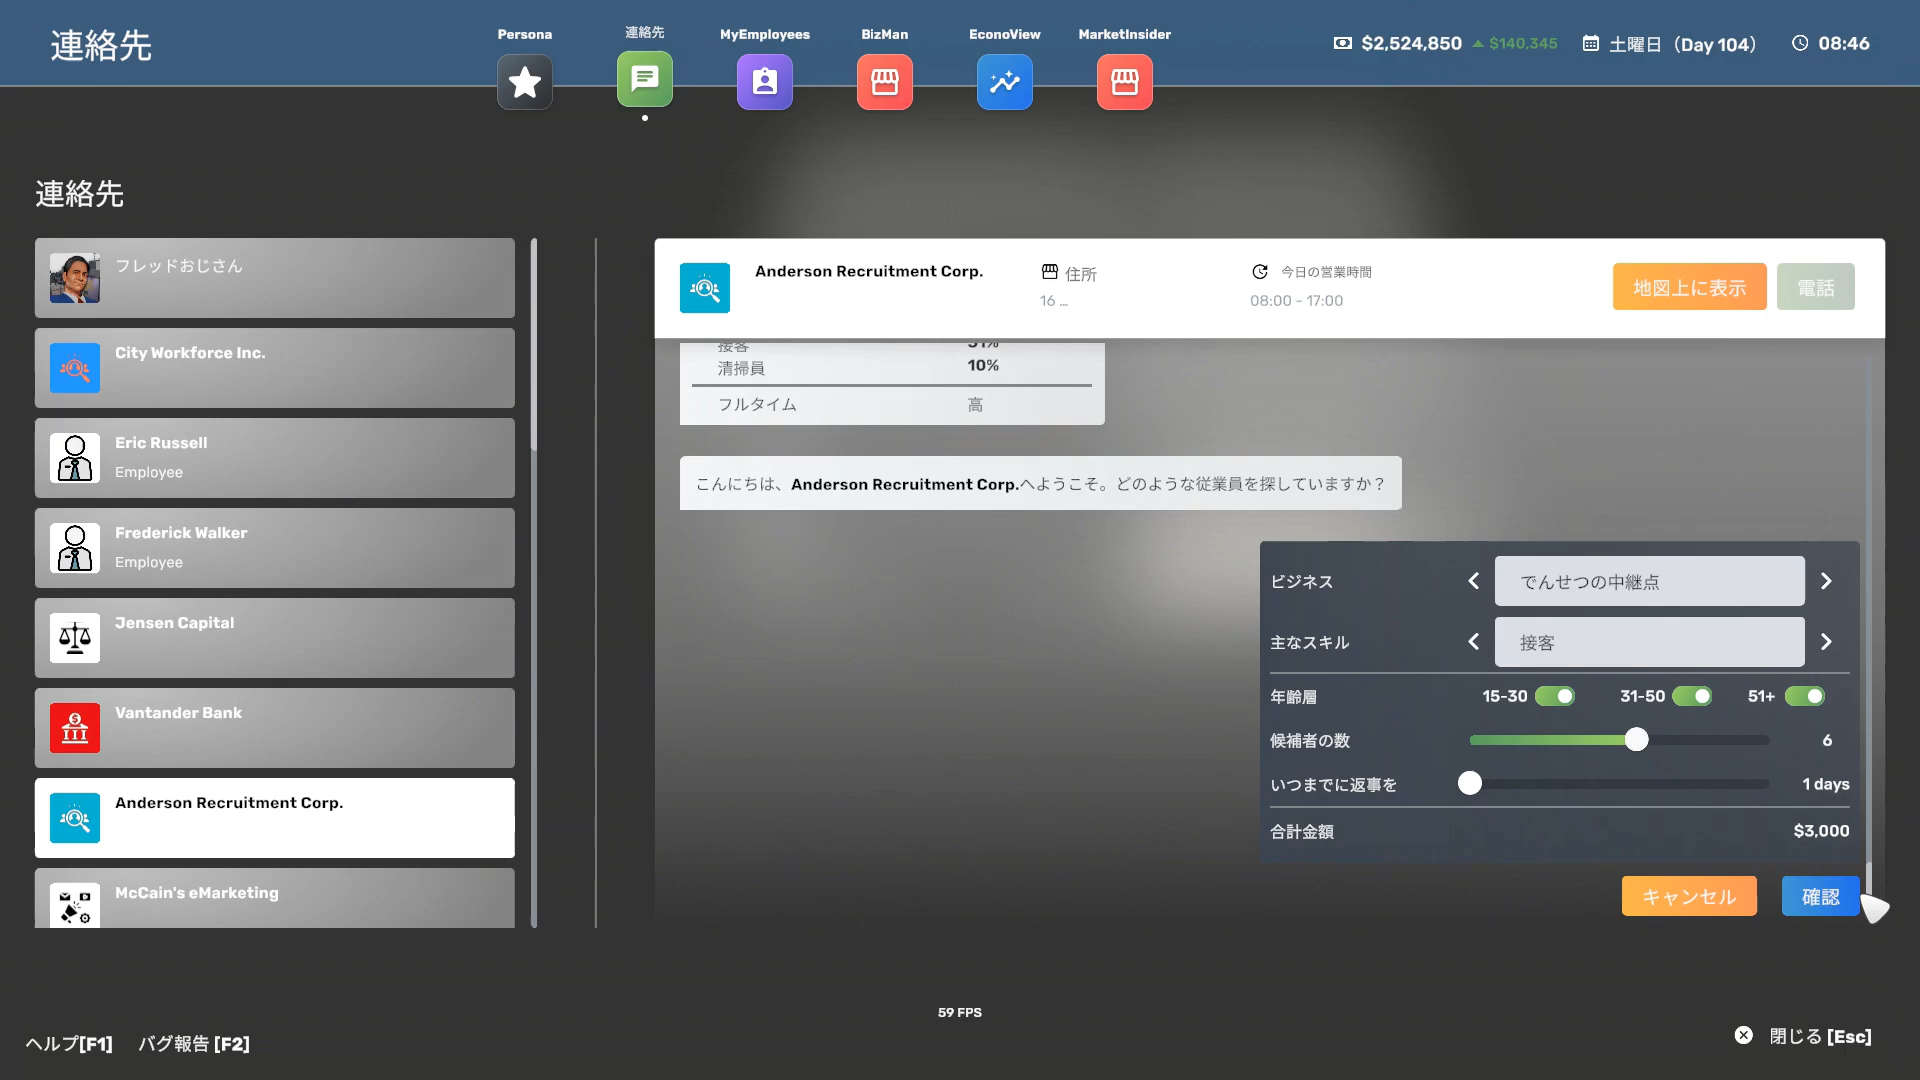 連絡先
Persona
連絡先
MyEmployees
BizMan
EconoView
MarketInsider
$2,524,850 $140,345 土曜日（Day 104） 08:46
連絡先
フレッドおじさん
City Workforce Inc.
Eric Russell
Employee
Frederick Walker
Employee
Jensen Capital
Vantander Bank
Anderson Recruitment Corp.
McCain's eMarketing
Anderson Recruitment Corp.
住所
16 ...
今日の営業時間
08:00 - 17:00
地図上に表示
電話
接客
清掃員 10%
フルタイム 高
こんにちは、Anderson Recruitment Corp.へようこそ。どのような従業員を探していますか？
ビジネス でんせつの中継点
主なスキル 接客
年齢層 15-30 31-50 51+
候補者の数 6
いつまでに返事を 1 days
合計金額 $3,000
キャンセル 確認
59 FPS
ヘルプ[F1] バグ報告 [F2]
閉じる [Esc]